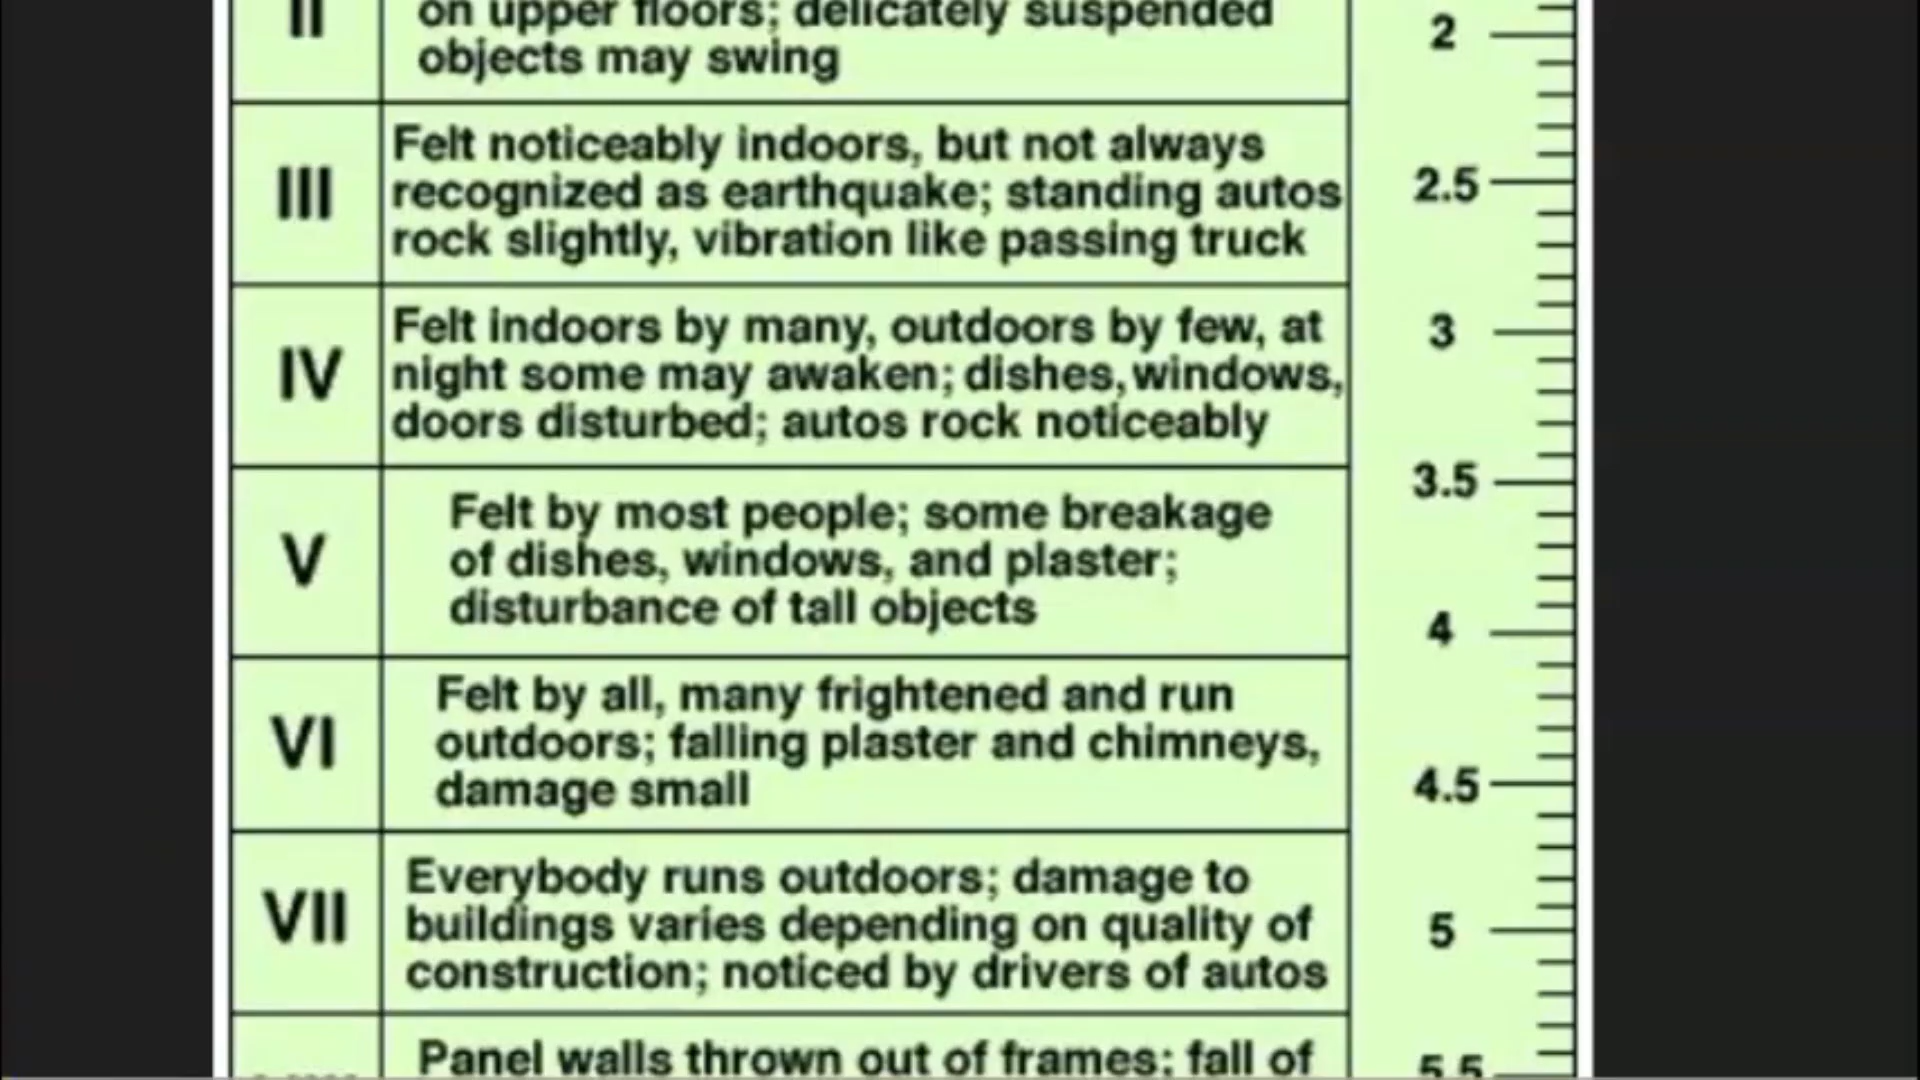 II
on upper floors; delicately suspended
objects may swing
2
III
Felt noticeably indoors, but not always
recognized as earthquake; standing autos
rock slightly, vibration like passing truck
2.5
IV
Felt indoors by many, outdoors by few, at
night some may awaken; dishes, windows,
doors disturbed; autos rock noticeably
3
3.5
V
Felt by most people; some breakage
of dishes, windows, and plaster;
disturbance of tall objects
4
VI
Felt by all, many frightened and run
outdoors; falling plaster and chimneys,
damage small
4.5
VII
Everybody runs outdoors; damage to
buildings varies depending on quality of
construction; noticed by drivers of autos
5
Panel walls thrown out of frames; fall of
5.5